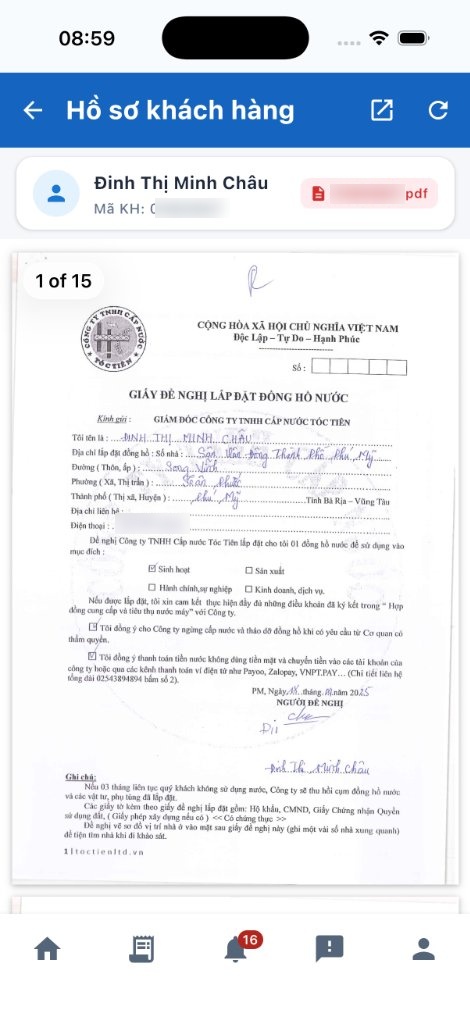 08:59
Hồ sơ khách hàng
Đinh Thị Minh Châu
Mã KH: 0
pdf
1 of 15
CÔNG TY TNHH CẤP NƯỚC
TÓC TIÊN
CỘNG HÒA XÃ HỘI CHỦ NGHĨA VIỆT NAM
Độc Lập – Tự Do – Hạnh Phúc
Số :
GIẤY ĐỀ NGHỊ LẮP ĐẶT ĐỒNG HỒ NƯỚC
Kính gửi : GIÁM ĐỐC CÔNG TY TNHH CẤP NƯỚC TÓC TIÊN
Tôi tên là : ĐINH THỊ MINH CHÂU
Địa chỉ lắp đặt đồng hồ : Số nhà : Phú Mỹ
Đường ( Thôn, ấp ) : Song Vĩnh
Phường ( Xã, Thị trấn ) : Phước
Thành phố ( Thị xã, Huyện ) : Phú Mỹ Tỉnh Bà Rịa – Vũng Tàu
Địa chỉ liên hệ :
Điện thoại :
Đề nghị Công ty TNHH Cấp nước Tóc Tiên lắp đặt cho tôi 01 đồng hồ nước để sử dụng vào
mục đích :
☑ Sinh hoạt ☐ Sản xuất
☐ Hành chính,sự nghiệp ☐ Kinh doanh, dịch vụ.
Nếu được lắp đặt, tôi xin cam kết thực hiện đầy đủ những điều khoản đã ký kết trong " Hợp
đồng cung cấp và tiêu thụ nước máy" với Công ty.
☑ Tôi đồng ý cho Công ty ngừng cấp nước và tháo dỡ đồng hồ khi có yêu cầu từ Cơ quan có
thẩm quyền.
☑ Tôi đồng ý thanh toán tiền nước không dùng tiền mặt và chuyển tiền vào các tài khoản của
công ty hoặc qua các kênh thanh toán ví điện tử như Payoo, Zalopay, VNPT.PAY… (Chi tiết liên hệ
tổng đài 02543894894 bấm số 2).
PM, Ngày 18 tháng năm 2025
NGƯỜI ĐỀ NGHỊ
Đinh Thị Minh Châu
Ghi chú:
Nếu 03 tháng liên tục quý khách không sử dụng nước, Công ty sẽ thu hồi cụm đồng hồ nước
và các vật tư, phụ tùng đã lắp đặt.
Các giấy tờ kèm theo giấy đề nghị lắp đặt gồm: Hộ khẩu, CMND, Giấy Chứng nhận Quyền
sử dụng đất, ( Giấy phép xây dựng nếu có ) << Có chứng thực >>
Đề nghị vẽ sơ đồ vị trí nhà ở vào mặt sau giấy đề nghị này (ghi một vài số nhà xung quanh)
để tiện tìm nhà khi đi khảo sát.
1 | toctienltd.vn
16